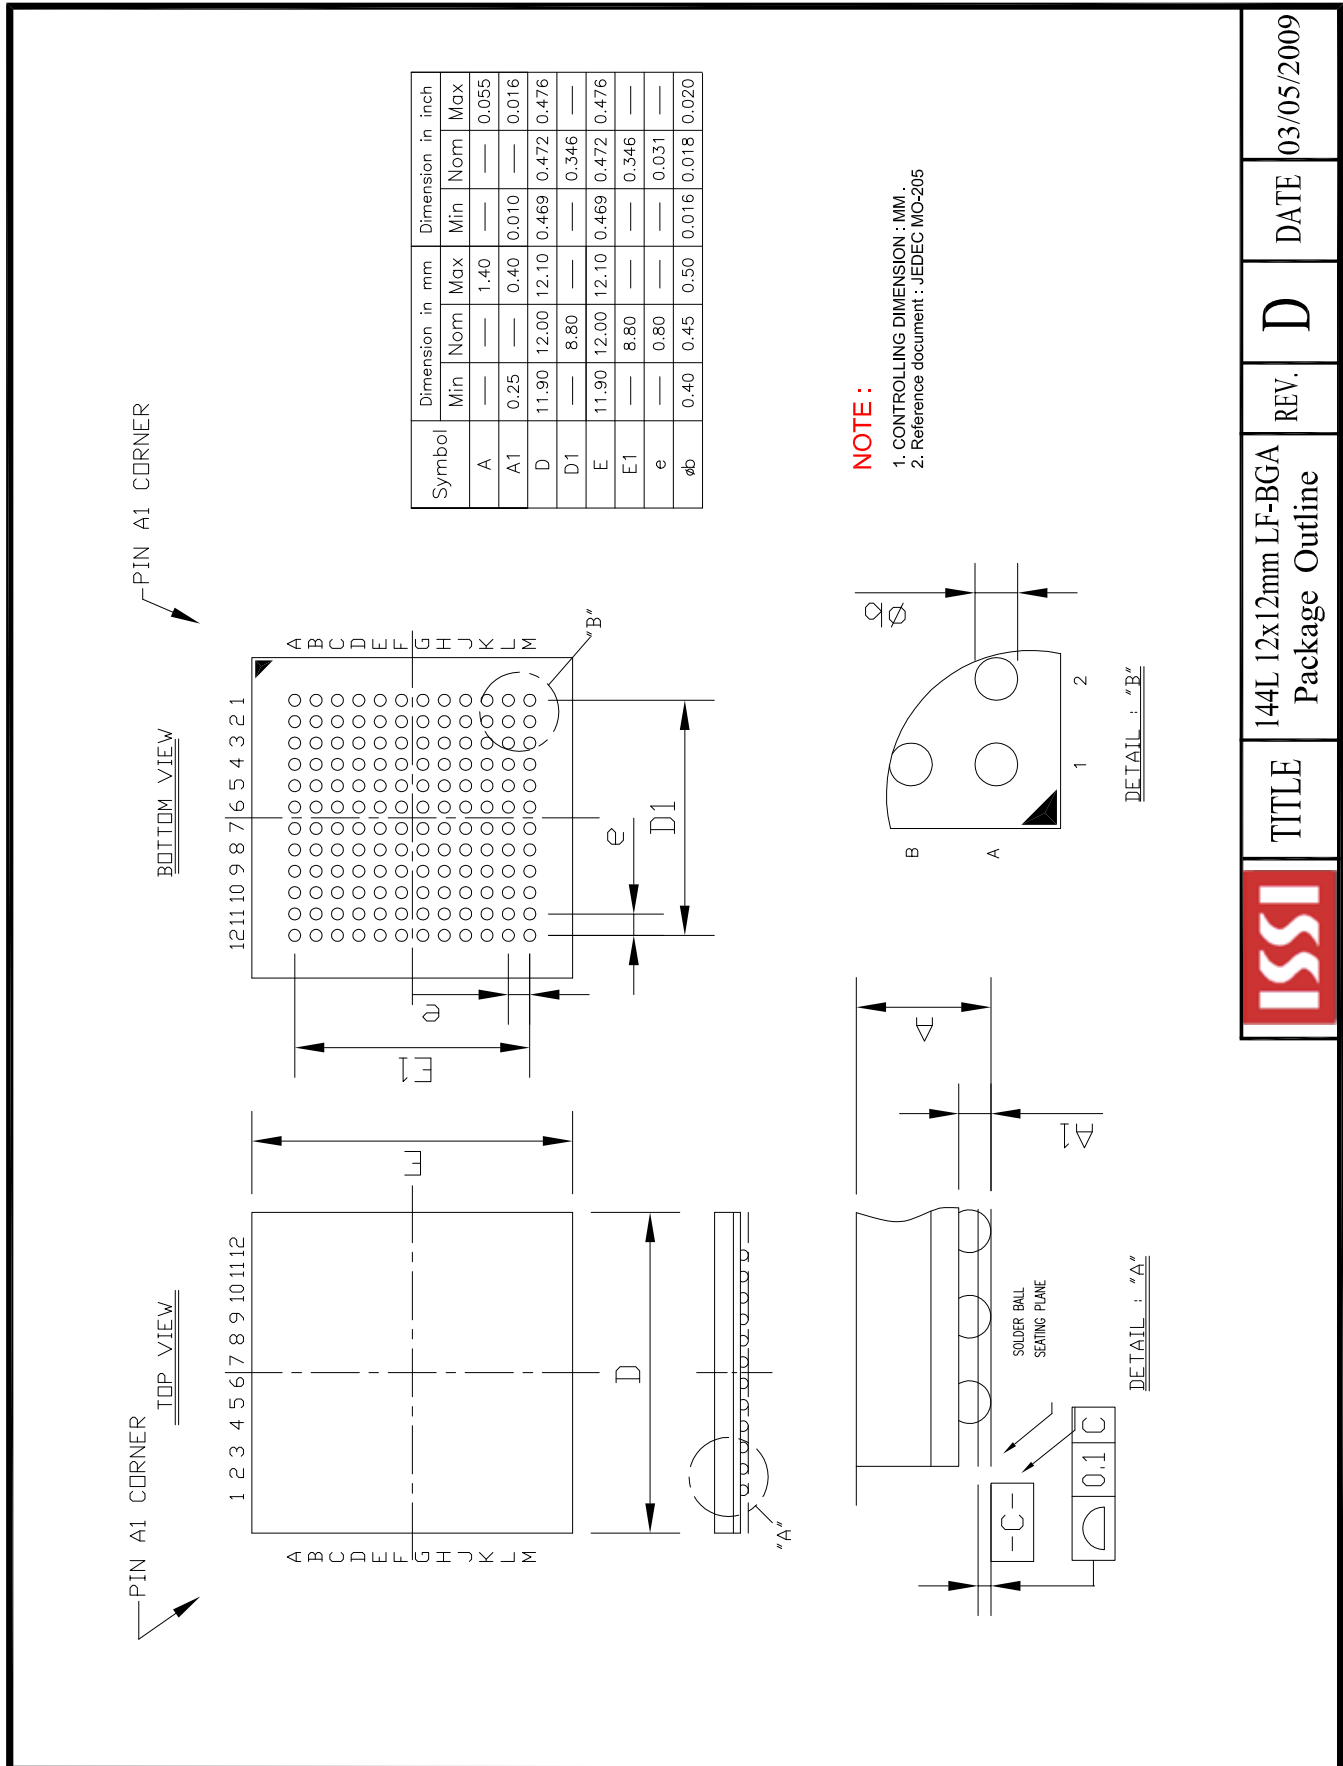 PIN A1 CORNER
TOP VIEW
1 2 3 4 5 6 7 8 9 10 11 12
A
B
C
D
E
F
G
H
J
K
L
M
E
D
"A"
PIN A1 CORNER
BOTTOM VIEW
12 11 10 9 8 7 6 5 4 3 2 1
A
B
C
D
E
F
G
H
J
K
L
M
E1
e
e
D1
"B"
Symbol Dimension in mm Dimension in inch
Min Nom Max Min Nom Max
A — — 1.40 — — 0.055
A1 0.25 — 0.40 0.010 — 0.016
D 11.90 12.00 12.10 0.469 0.472 0.476
D1 — 8.80 — — 0.346 —
E 11.90 12.00 12.10 0.469 0.472 0.476
E1 — 8.80 — — 0.346 —
e — 0.80 — — 0.031 —
øb 0.40 0.45 0.50 0.016 0.018 0.020
NOTE :
1. CONTROLLING DIMENSION : MM .
2. Reference document : JEDEC MO-205
A
A1
SOLDER BALL
SEATING PLANE
-C-
0.1 C
DETAIL : "A"
Øb
B
A
1 2
DETAIL : "B"
ISSI
TITLE
144L 12x12mm LF-BGA
Package Outline
REV.
D
DATE
03/05/2009